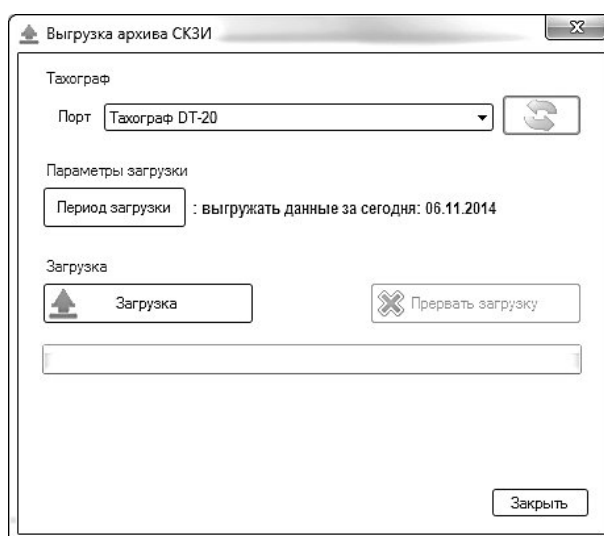 Выгрузка архива СКЗИ
Тахограф
Порт Тахограф DT-20
Параметры загрузки
Период загрузки : выгружать данные за сегодня: 06.11.2014
Загрузка
Загрузка Прервать загрузку
Закрыть